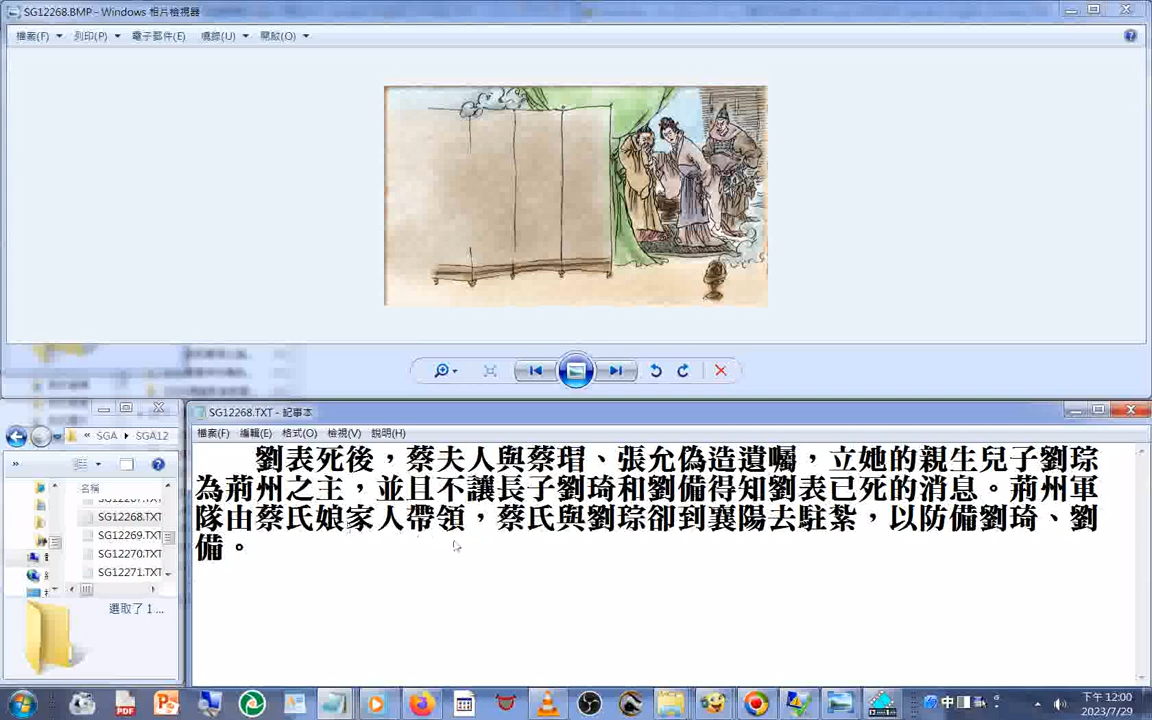 SG12268.BMP - Windows 相片檢視器
檔案(F) 列印(P) 電子郵件(E) 燒錄(U) 開啟(O)
« SGA ▸ SGA12
名稱
SG12268.TXT
SG12269.TXT
SG12270.TXT
SG12271.TXT
選取了 1 ...
SG12268.TXT - 記事本
檔案(F) 編輯(E) 格式(O) 檢視(V) 說明(H)
劉表死後，蔡夫人與蔡瑁、張允偽造遺囑，立她的親生兒子劉琮
為荊州之主，並且不讓長子劉琦和劉備得知劉表已死的消息。荊州軍
隊由蔡氏娘家人帶領，蔡氏與劉琮卻到襄陽去駐紮，以防備劉琦、劉
備。
PDF
中
下午 12:00
2023/7/29